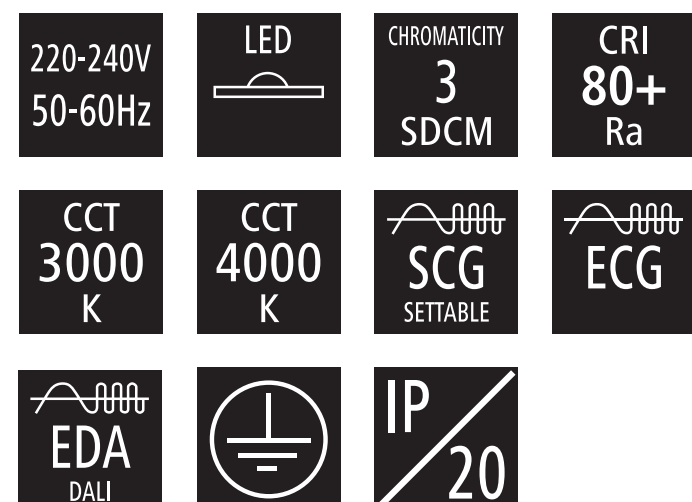 220-240V
50-60Hz
LED
CHROMATICITY
3
SDCM
CRI
80+
Ra
CCT
3000
K
CCT
4000
K
SCG
SETTABLE
ECG
EDA
DALI
IP
20